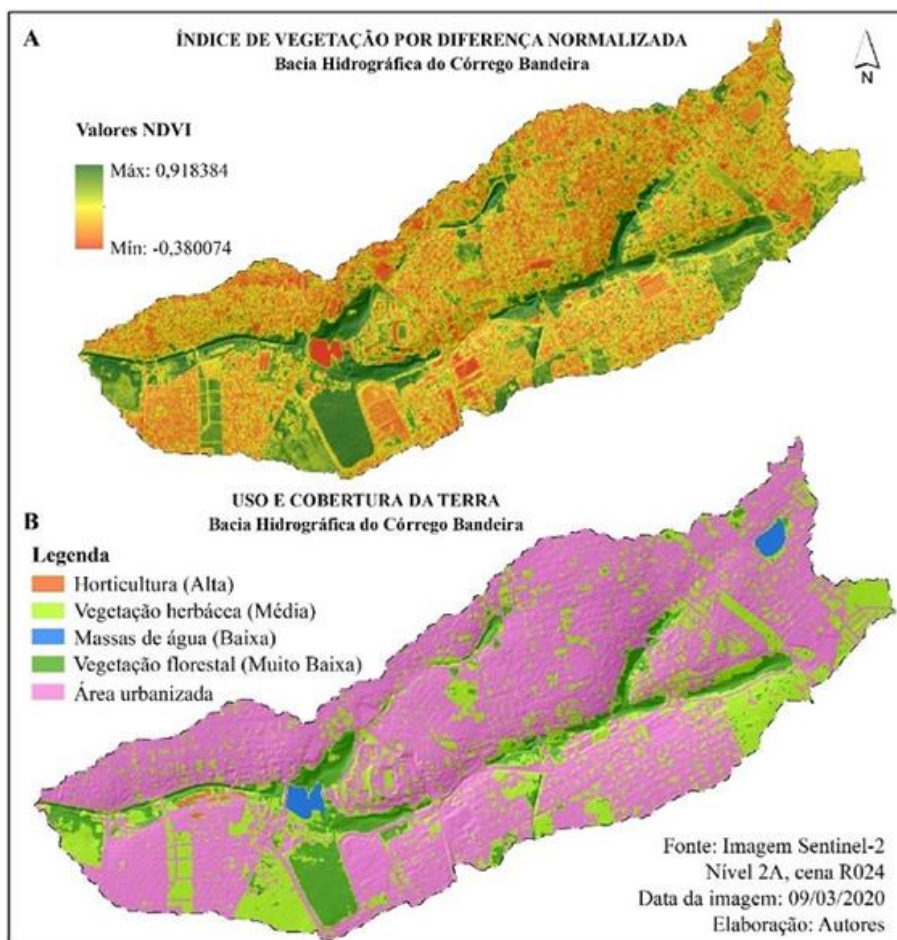 A
ÍNDICE DE VEGETAÇÃO POR DIFERENÇA NORMALIZADA
Bacia Hidrográfica do Córrego Bandeira
N
Valores NDVI
Máx: 0,918384
Mín: -0,380074
USO E COBERTURA DA TERRA
B
Bacia Hidrográfica do Córrego Bandeira
Legenda
Horticultura (Alta)
Vegetação herbácea (Média)
Massas de água (Baixa)
Vegetação florestal (Muito Baixa)
Área urbanizada
Fonte: Imagem Sentinel-2
Nível 2A, cena R024
Data da imagem: 09/03/2020
Elaboração: Autores